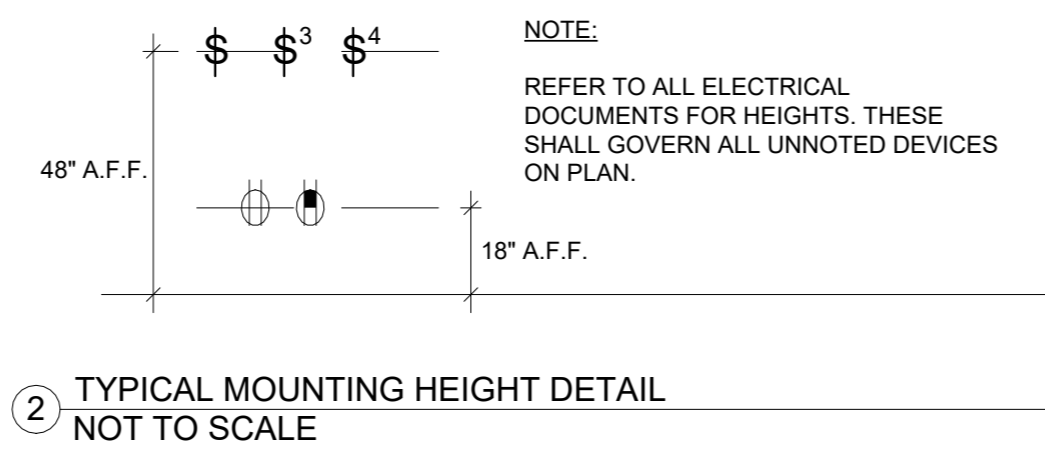 $ $3 $4
NOTE:
REFER TO ALL ELECTRICAL
DOCUMENTS FOR HEIGHTS. THESE
SHALL GOVERN ALL UNNOTED DEVICES
ON PLAN.
48" A.F.F.
18" A.F.F.
2 TYPICAL MOUNTING HEIGHT DETAIL
NOT TO SCALE